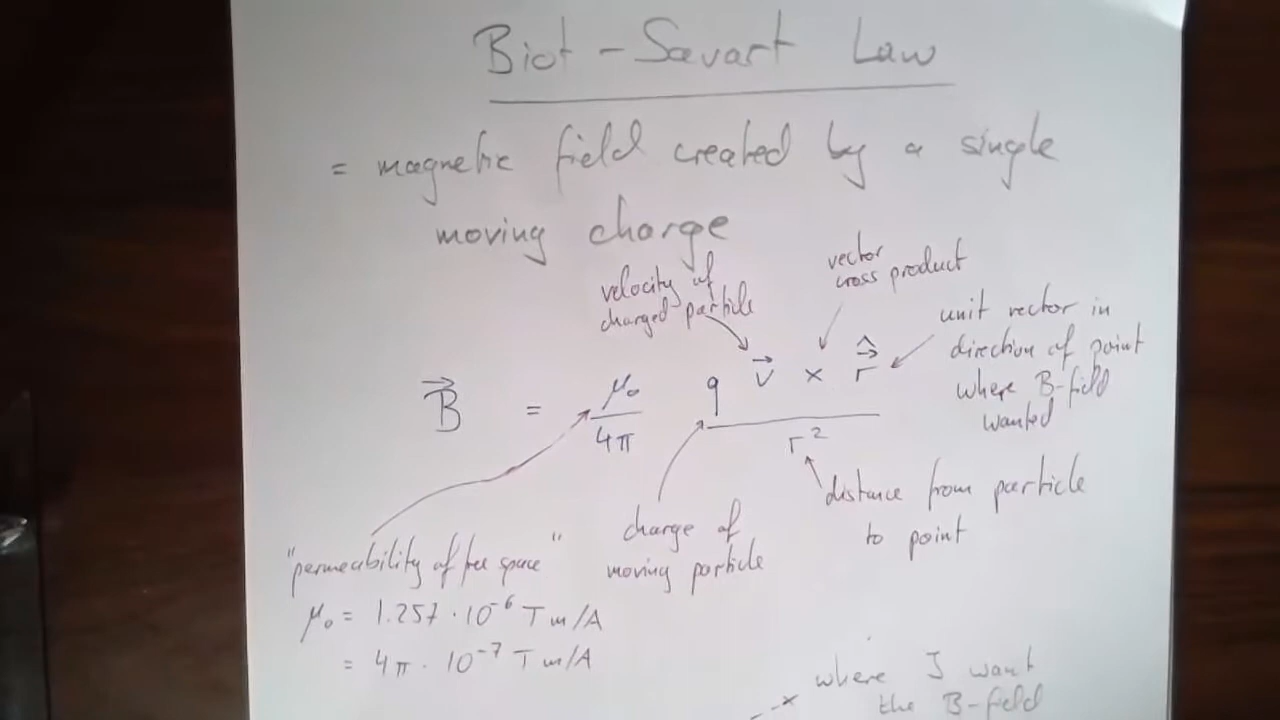 Biot - Savart Law
= magnetic field created by a single
moving charge
velocity of
charged particle
vector
cross product
unit vector in
direction of point
where B-field
wanted
B⃗ = μ₀/4π q v⃗ × r̂⃗ / r²
distance from particle
to point
charge of
moving particle
"permeability of free space"
μ₀ = 1.257 · 10⁻⁶ Tm/A
= 4π · 10⁻⁷ Tm/A
where I want
the B-field